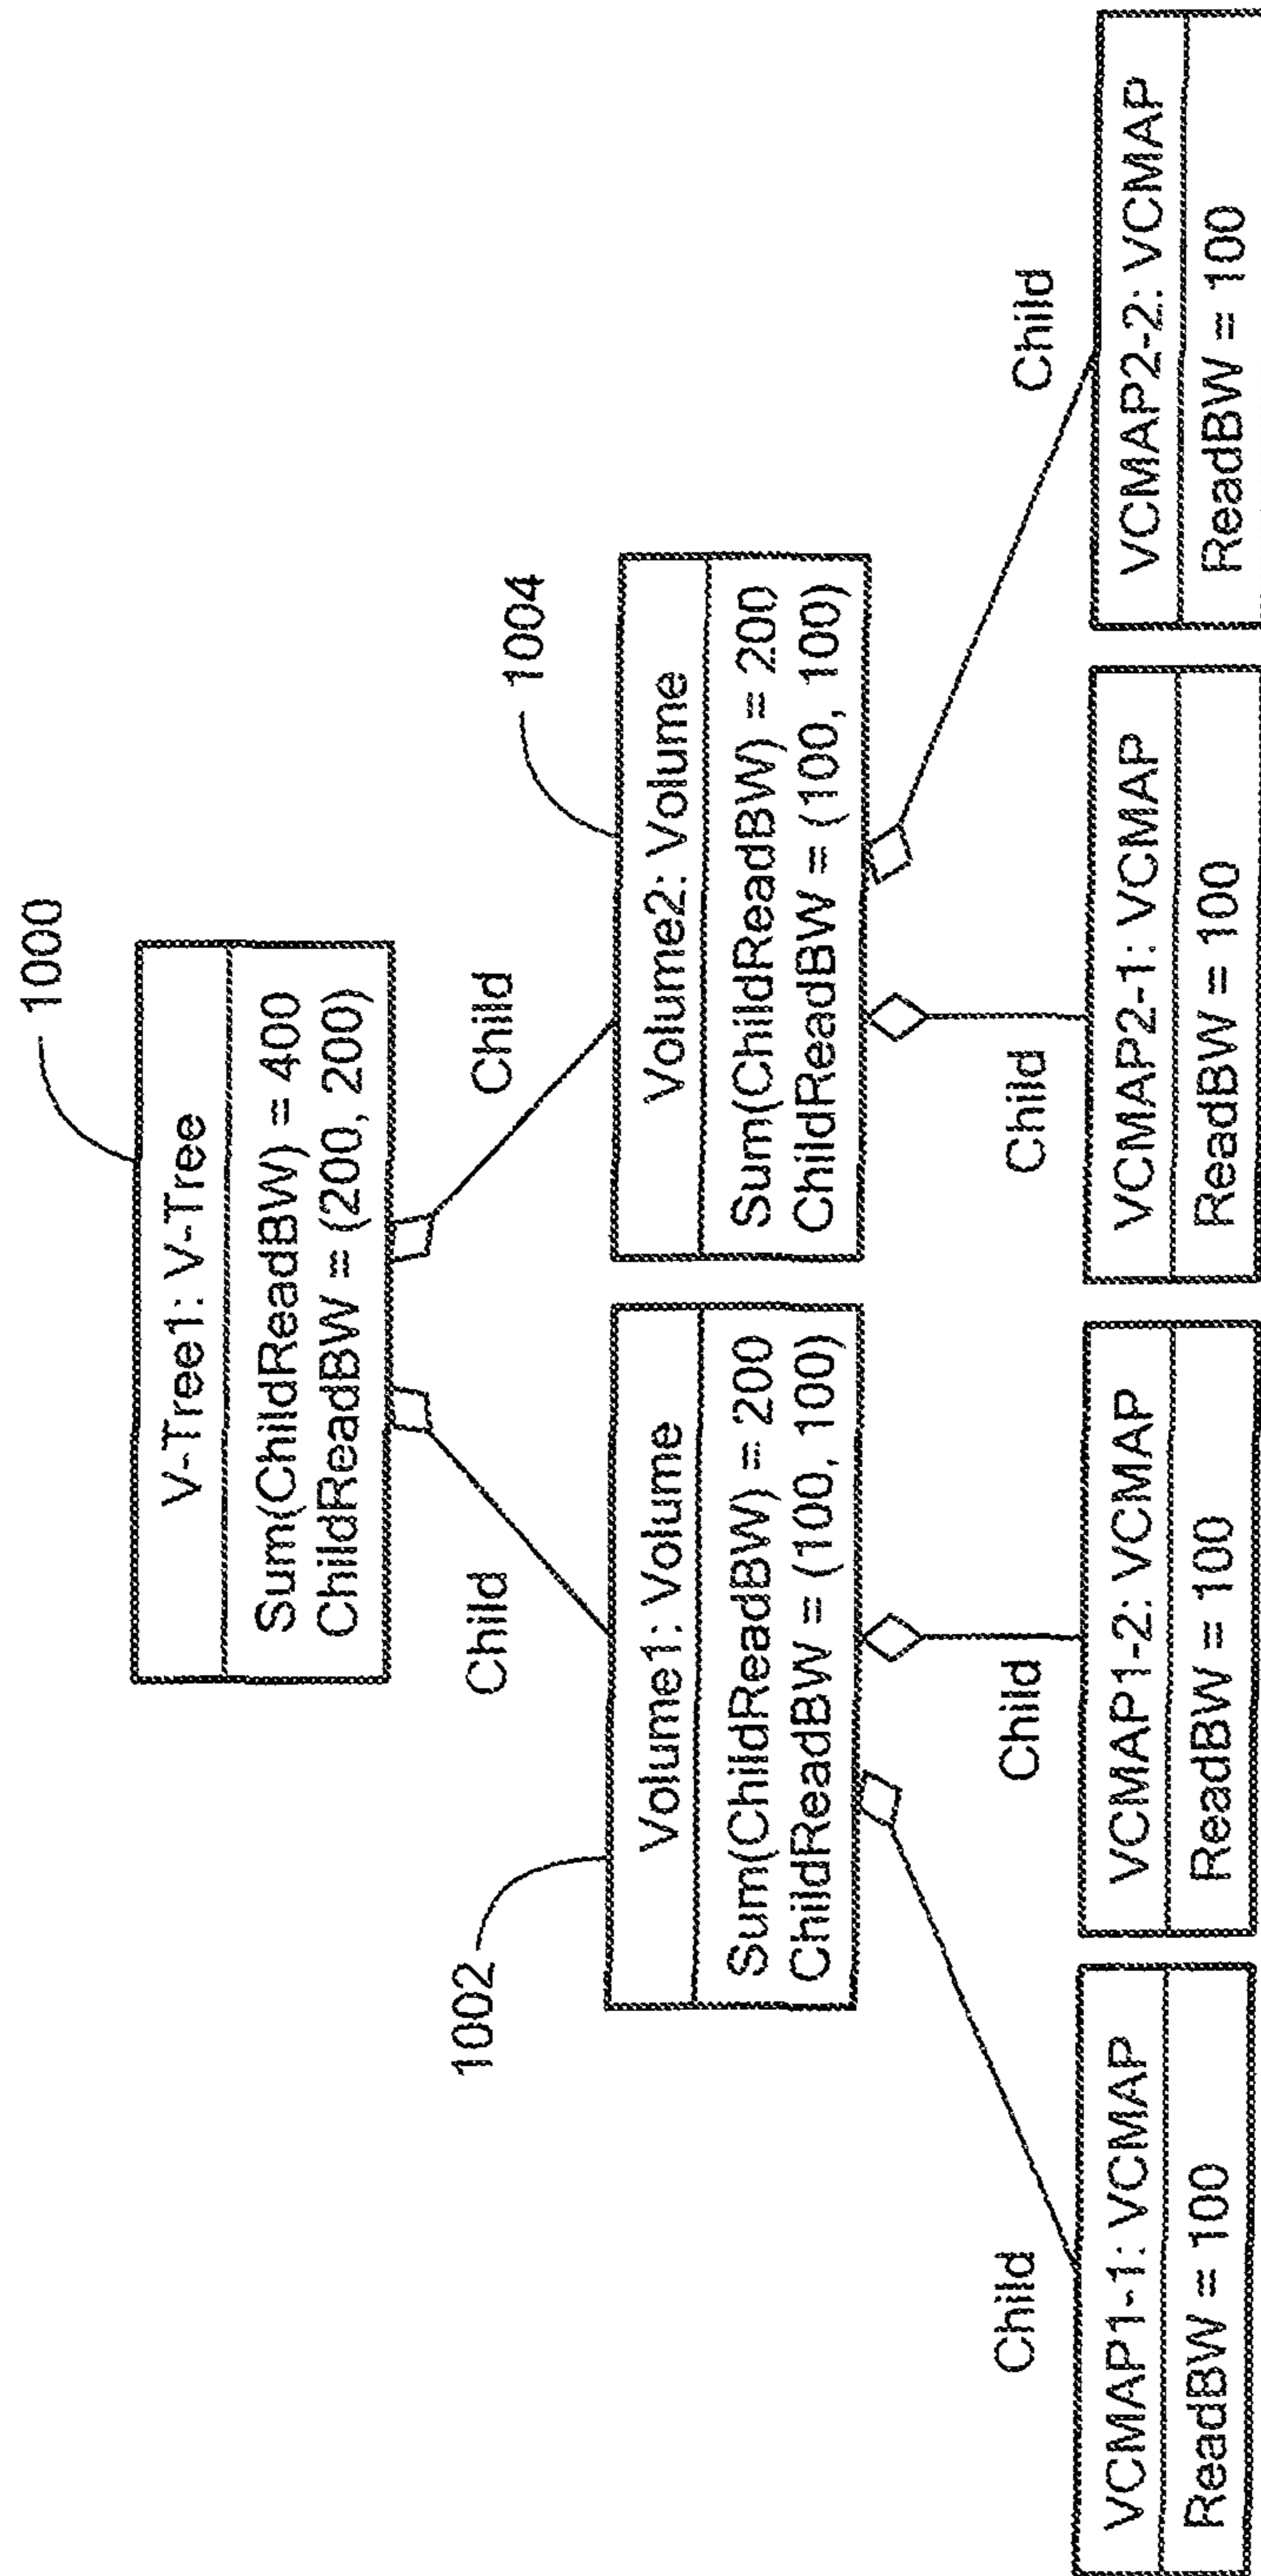 1000
V-Tree1: V-Tree
Sum(ChildReadBW) = 400
ChildReadBW = (200, 200)
Child
Child
1002
1004
Volume1: Volume
Sum(ChildReadBW) = 200
ChildReadBW = (100, 100)
Volume2: Volume
Sum(ChildReadBW) = 200
ChildReadBW = (100, 100)
Child
Child
Child
Child
VCMAP1-1: VCMAP
ReadBW = 100
VCMAP1-2: VCMAP
ReadBW = 100
VCMAP2-1: VCMAP
ReadBW = 100
VCMAP2-2: VCMAP
ReadBW = 100